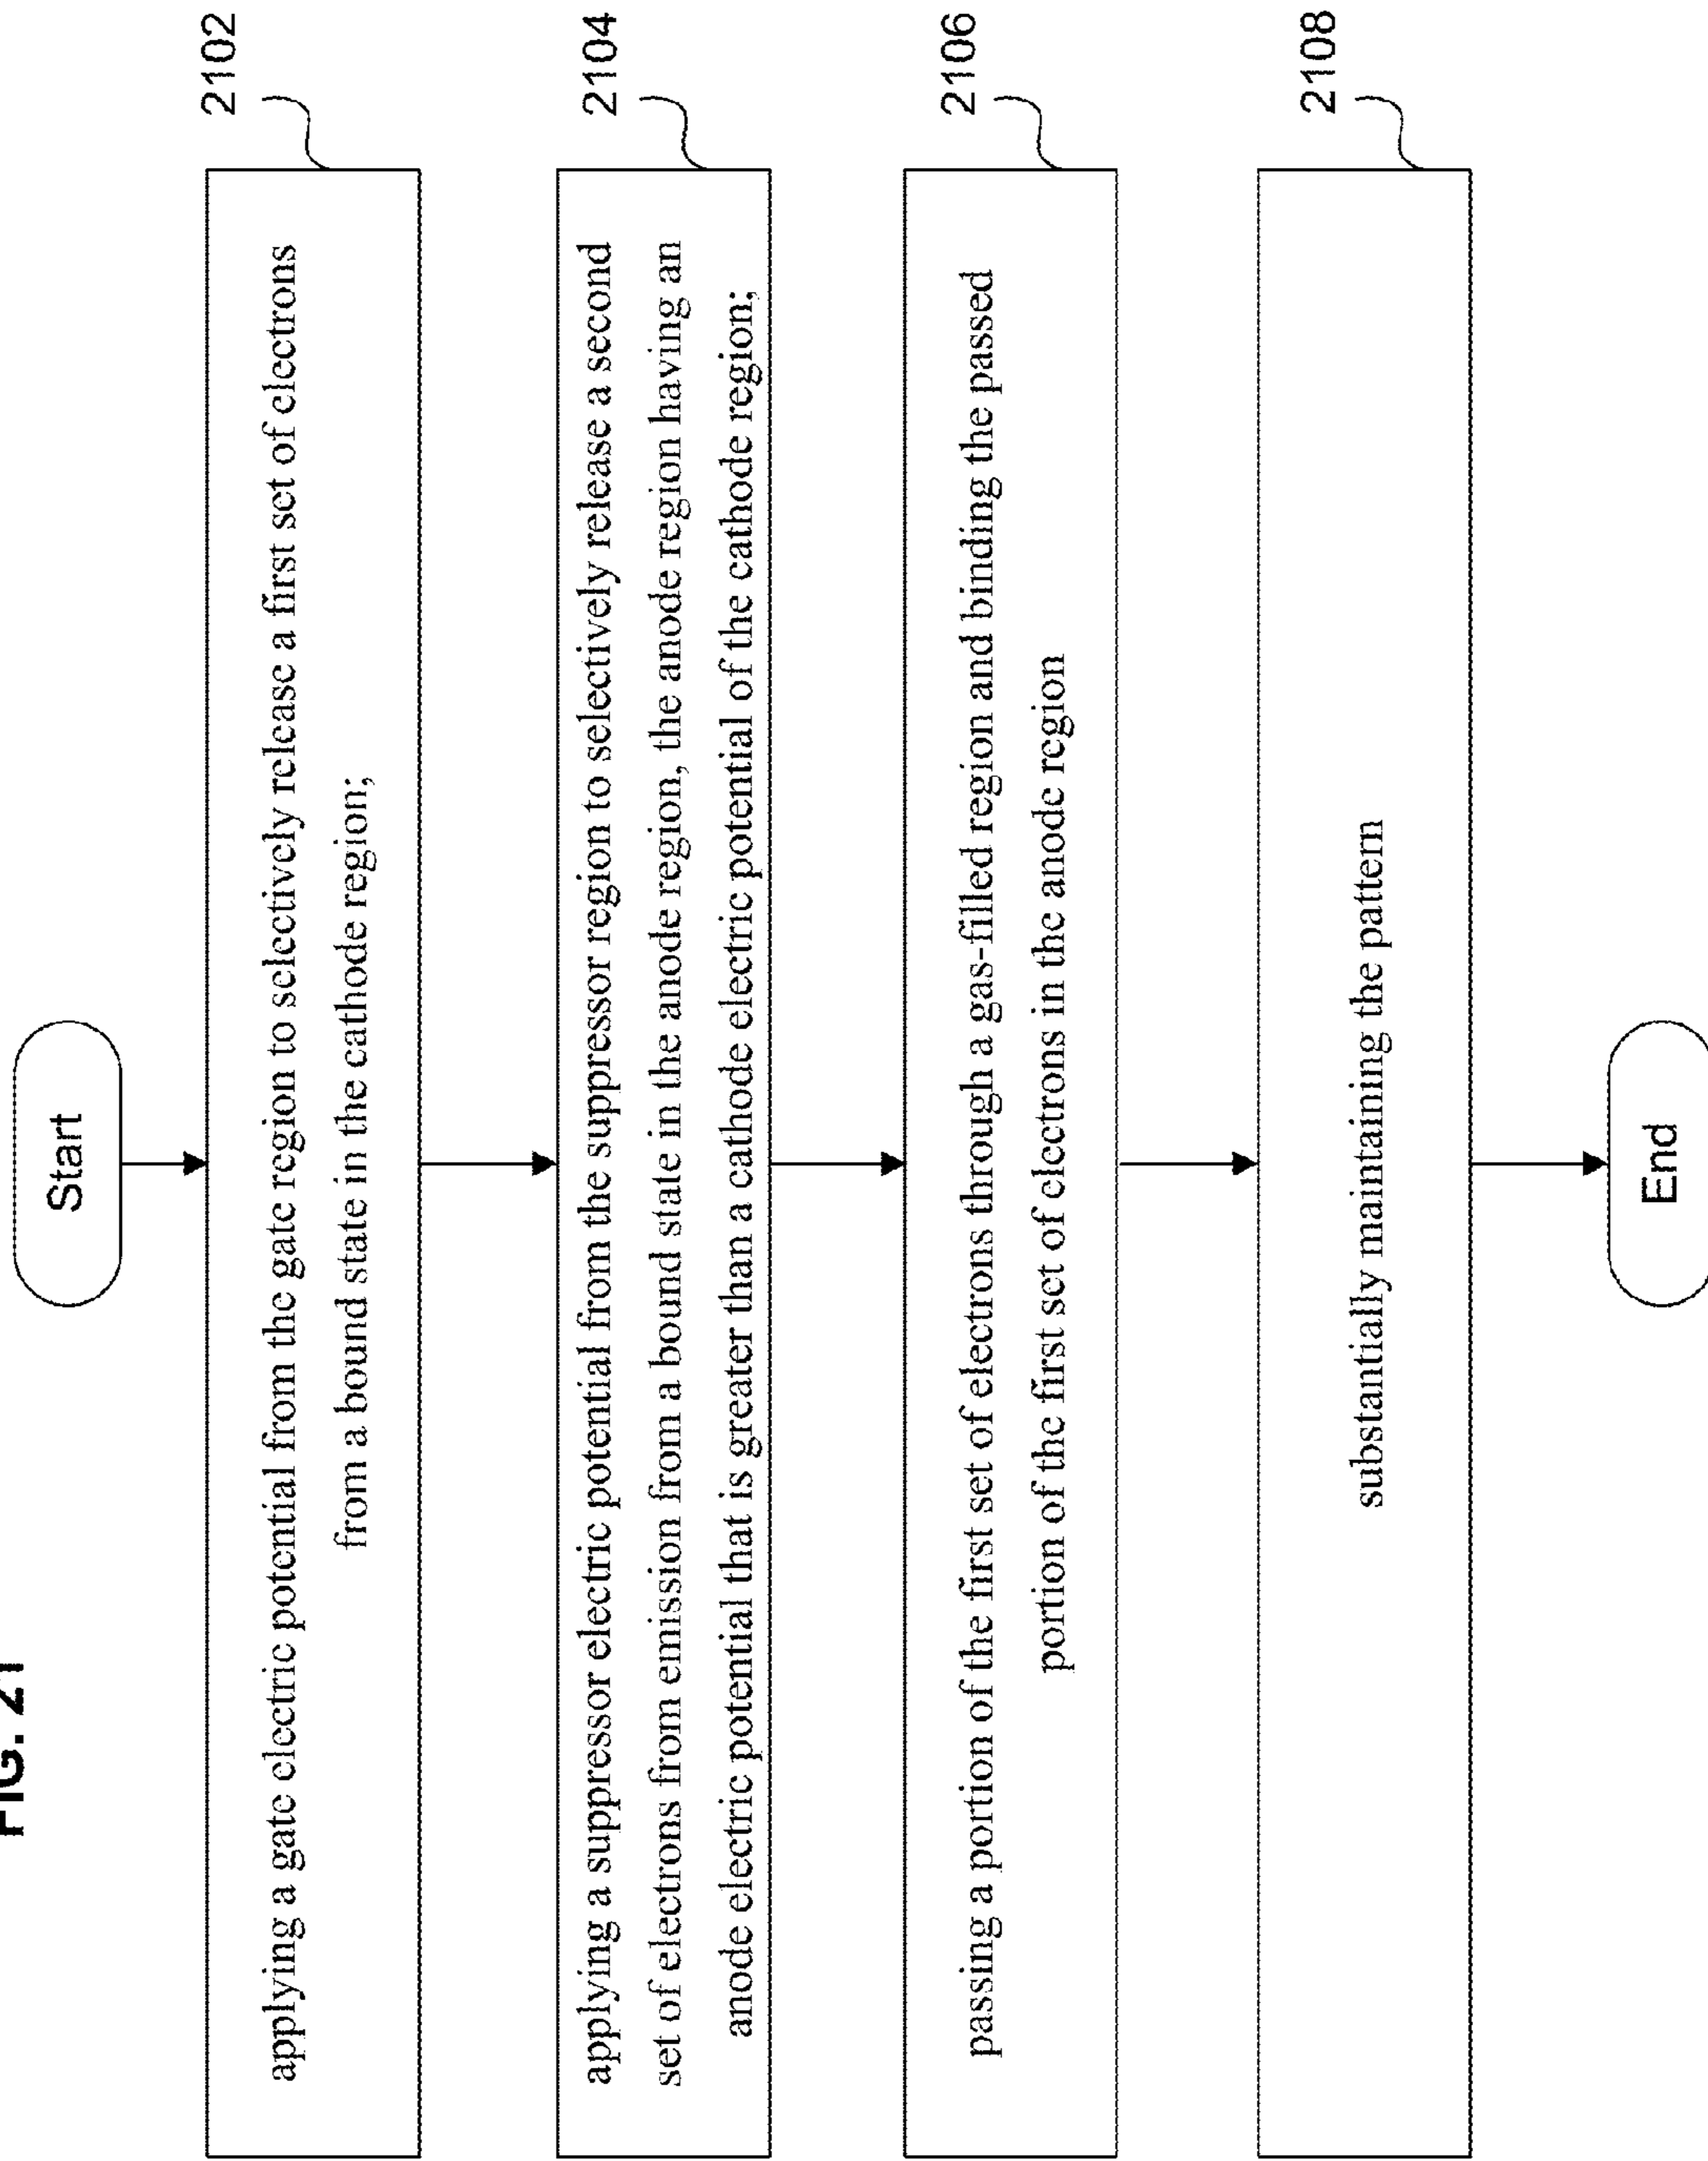 FIG. 21
Start
applying a gate electric potential from the gate region to selectively release a first set of electrons
from a bound state in the cathode region;
2102
applying a suppressor electric potential from the suppressor region to selectively release a second
set of electrons from emission from a bound state in the anode region, the anode region having an
anode electric potential that is greater than a cathode electric potential of the cathode region;
2104
passing a portion of the first set of electrons through a gas-filled region and binding the passed
portion of the first set of electrons in the anode region
2106
substantially maintaining the pattern
2108
End